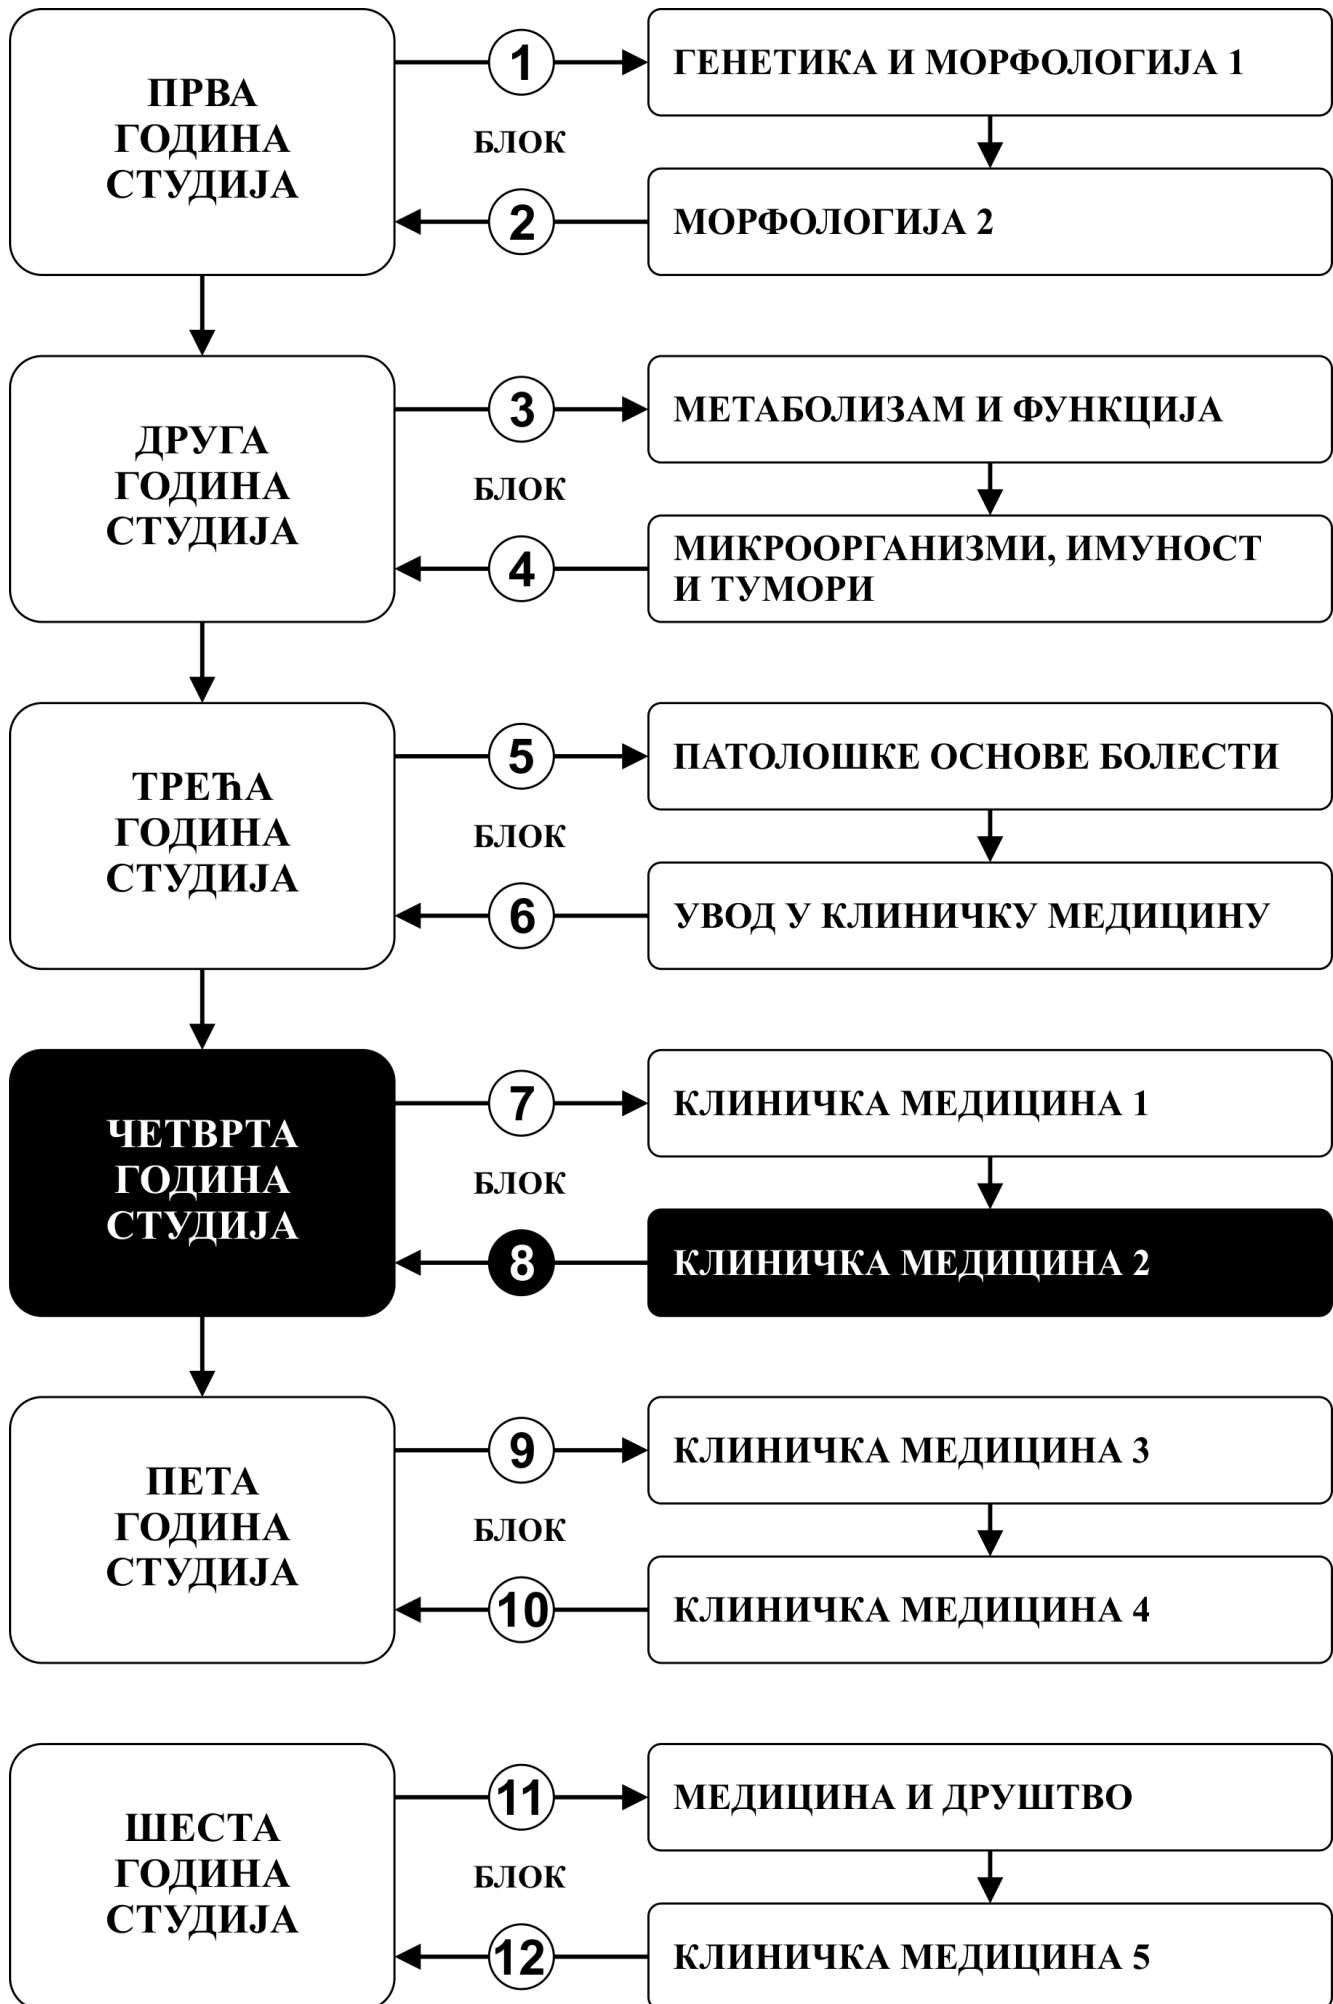 ПРВА
ГОДИНА
СТУДИЈА
1
ГЕНЕТИКА И МОРФОЛОГИЈА 1
БЛОК
2
МОРФОЛОГИЈА 2
ДРУГА
ГОДИНА
СТУДИЈА
3
МЕТАБОЛИЗАМ И ФУНКЦИЈА
БЛОК
4
МИКРООРГАНИЗМИ, ИМУНОСТ
И ТУМОРИ
ТРЕЋА
ГОДИНА
СТУДИЈА
5
ПАТОЛОШКЕ ОСНОВЕ БОЛЕСТИ
БЛОК
6
УВОД У КЛИНИЧКУ МЕДИЦИНУ
ЧЕТВРТА
ГОДИНА
СТУДИЈА
7
КЛИНИЧКА МЕДИЦИНА 1
БЛОК
8
КЛИНИЧКА МЕДИЦИНА 2
ПЕТА
ГОДИНА
СТУДИЈА
9
КЛИНИЧКА МЕДИЦИНА 3
БЛОК
10
КЛИНИЧКА МЕДИЦИНА 4
ШЕСТА
ГОДИНА
СТУДИЈА
11
МЕДИЦИНА И ДРУШТВО
БЛОК
12
КЛИНИЧКА МЕДИЦИНА 5